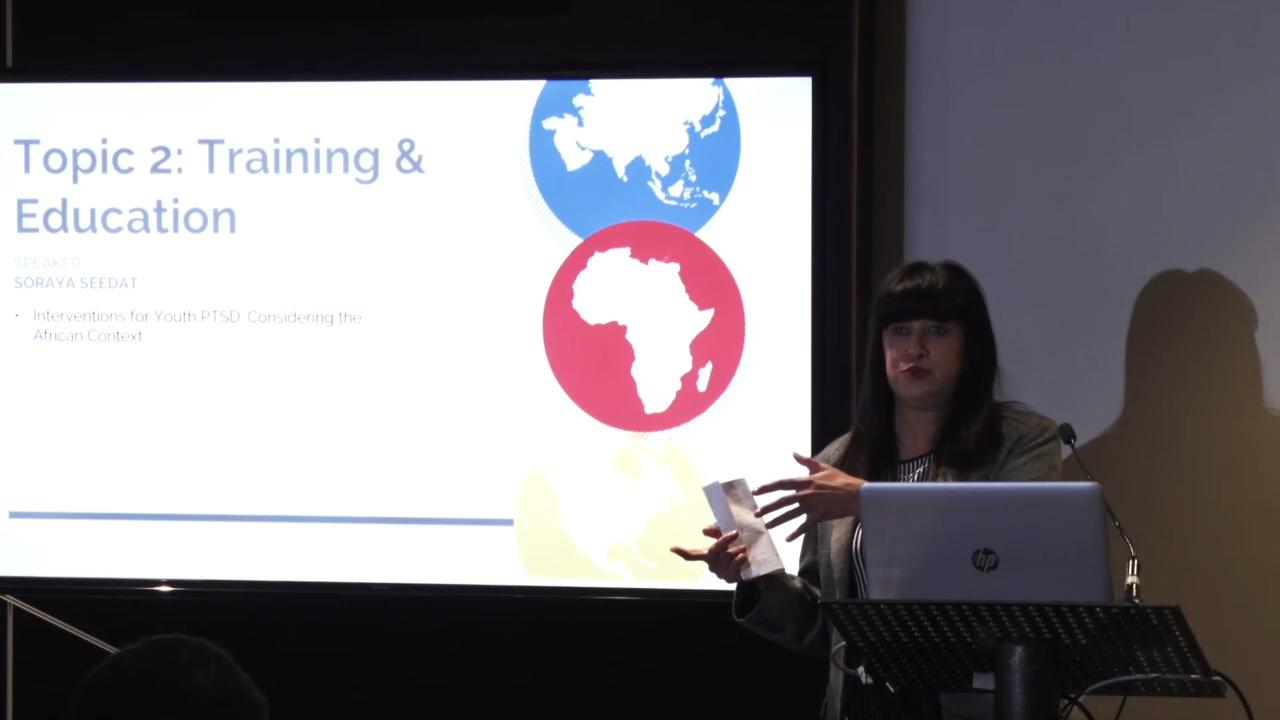 Topic 2: Training &
Education
SPEAKER
SORAYA SEEDAT
• Interventions for Youth PTSD: Considering the
African Context
hp